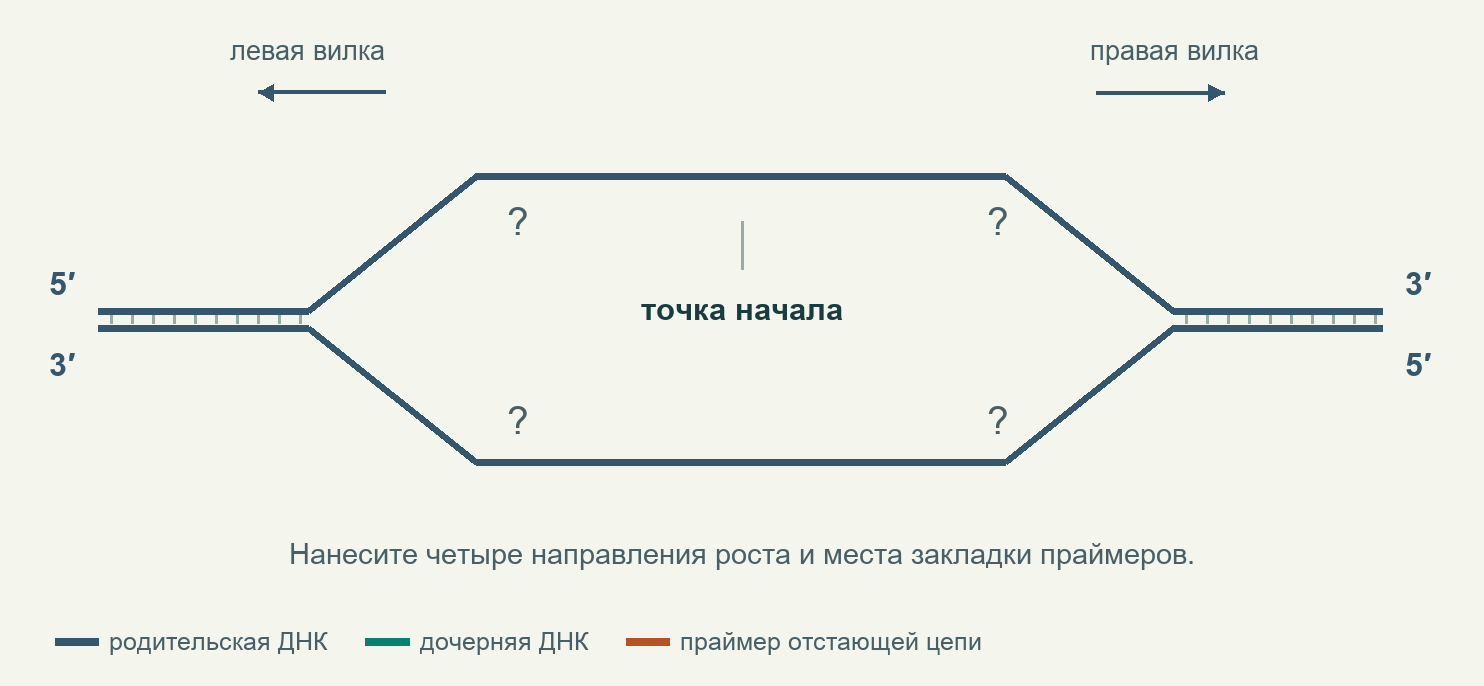 левая вилка
правая вилка
? ?
5′ 3′
точка начала
3′ 5′
? ?
Нанесите четыре направления роста и места закладки праймеров.
родительская ДНК дочерняя ДНК праймер отстающей цепи